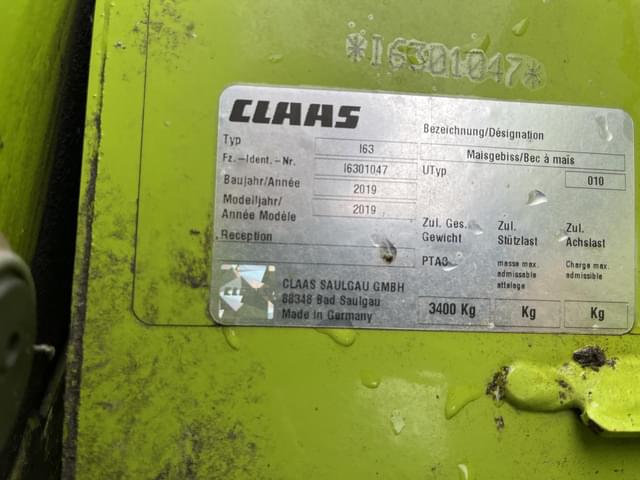 *I6301047*
CLAAS
Bezeichnung/Désignation
Typ I63
Maisgebiss/Bec à mais
Fz.-Ident.-Nr. I6301047
UTyp 010
Baujahr/Année 2019
Modelljahr/
Année Modèle 2019
Reception
Zul. Ges.
Gewicht
PTA3
3400 Kg
Zul.
Stützlast
masse max.
admissable
attelage
Kg
Zul.
Achslast
Charge max.
admissible
Kg
CLAAS SAULGAU GMBH
88348 Bad Saulgau
Made in Germany